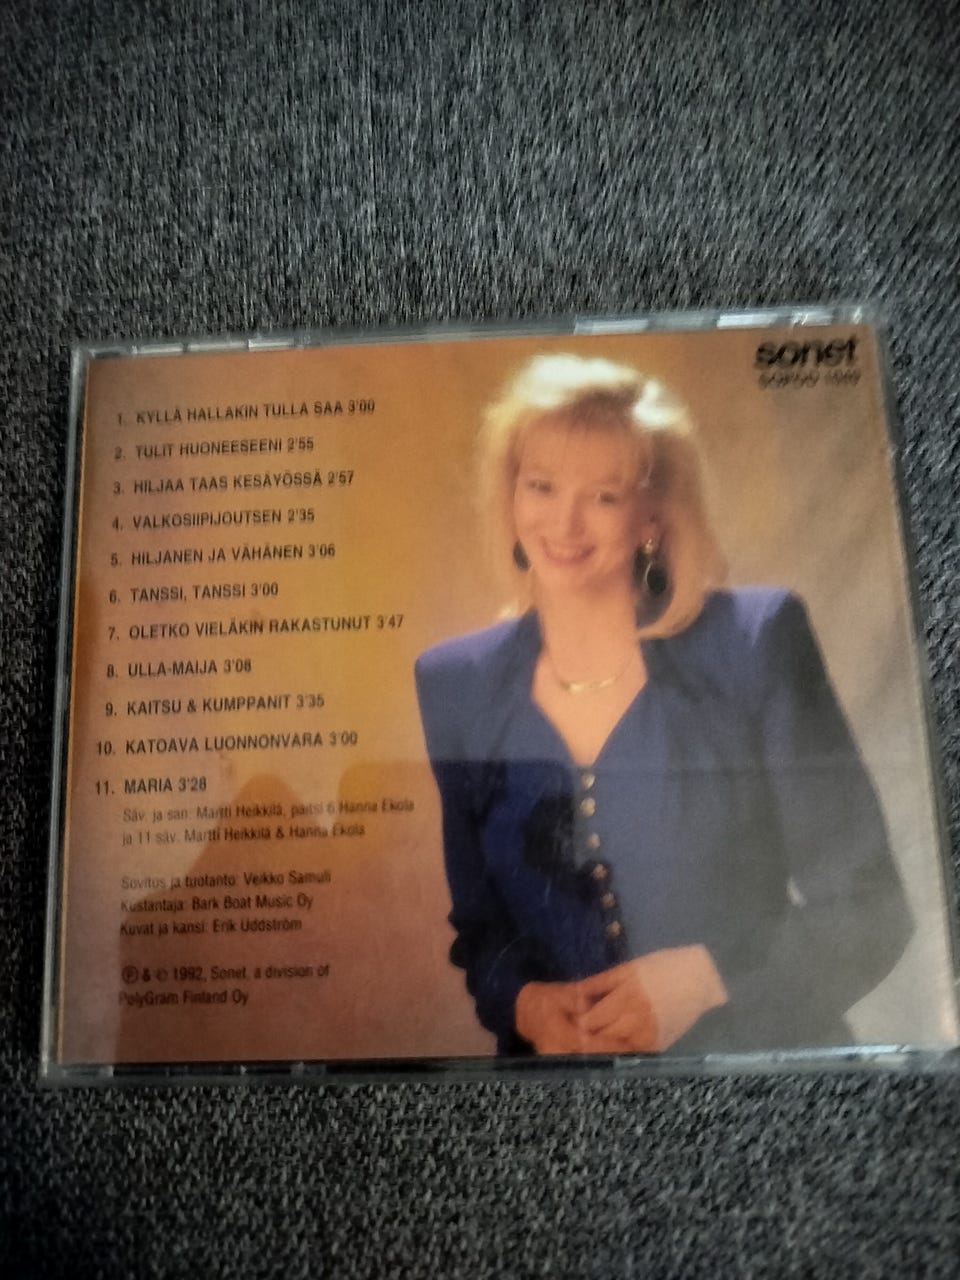 sonet
1. KYLLÄ HALLAKIN TULLA SAA 3'00
2. TULIT HUONEESEENI 2'55
3. HILJAA TAAS KESÄYÖSSÄ 2'57
4. VALKOSIIPIJOUTSEN 2'35
5. HILJANEN JA VÄHÄNEN 3'06
6. TANSSI, TANSSI 3'00
7. OLETKO VIELÄKIN RAKASTUNUT 3'47
8. ULLA-MAIJA 3'08
9. KAITSU & KUMPPANIT 3'35
10. KATOAVA LUONNONVARA 3'00
11. MARIA 3'28
Säv. ja san: Martti Heikkilä, paitsi 6 Hanna Ekola
ja 11 säv. Martti Heikkilä & Hanna Ekola
Sovitus ja tuotanto: Veikko Samuli
Kustantaja: Bark Boat Music Oy
Kuvat ja kansi: Erik Uddström
Ⓟ & © 1992, Sonet, a division of
PolyGram Finland Oy